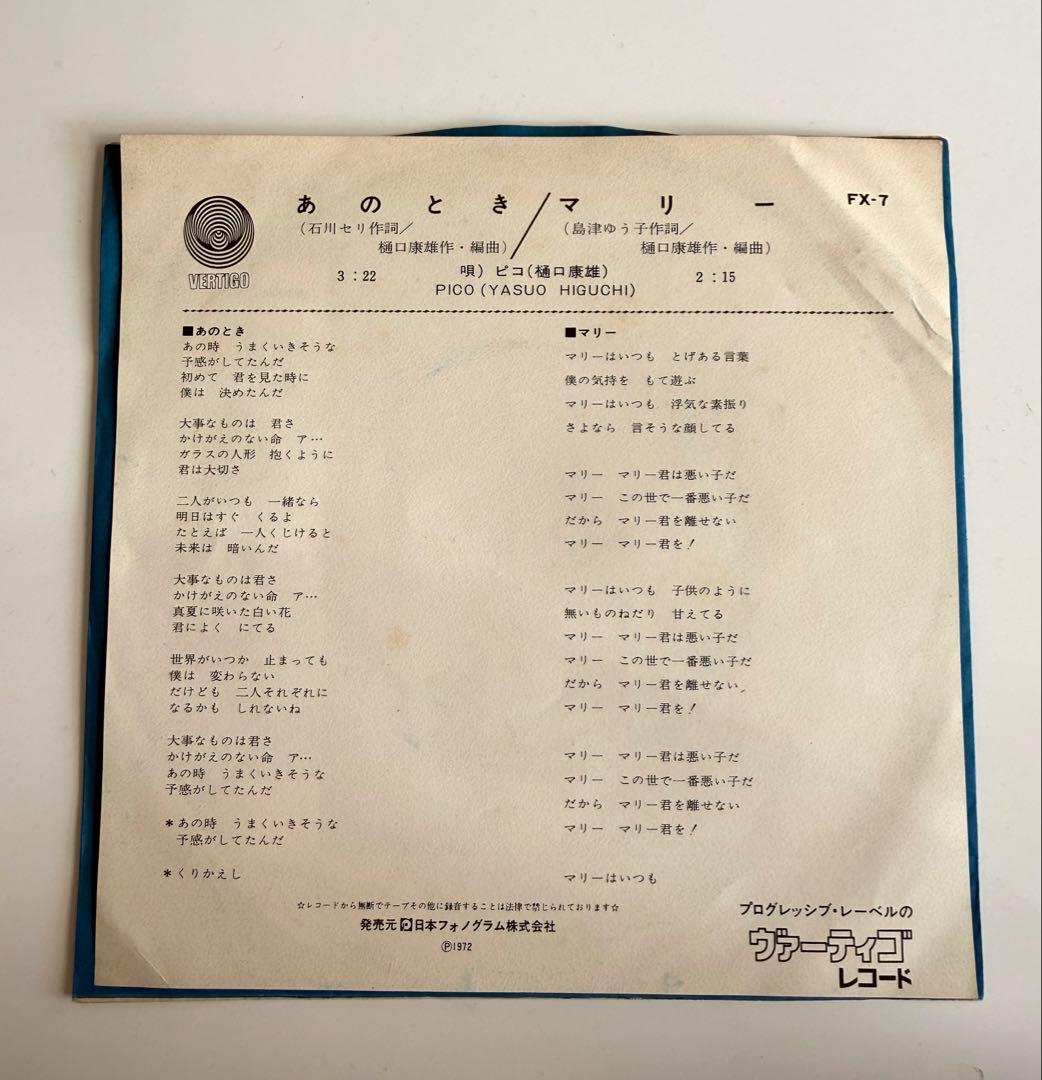 あのとき／マリー
FX-7
(石川セリ作詞／
樋口康雄作・編曲)
(島津ゆう子作詞／
樋口康雄作・編曲)
VERTIGO
3：22
唄）ピコ(樋口康雄)
2：15
PICO (YASUO HIGUCHI)
■あのとき
あの時　うまくいきそうな
予感がしてたんだ
初めて　君を見た時に
僕は　決めたんだ
大事なものは　君さ
かけがえのない命　ア…
ガラスの人形　抱くように
君は大切さ
二人がいつも　一緒なら
明日はすぐ　くるよ
たとえば　一人くじけると
未来は　暗いんだ
大事なものは君さ
かけがえのない命　ア…
真夏に咲いた白い花
君によく　にてる
世界がいつか　止まっても
僕は　変わらない
だけども　二人それぞれに
なるかも　しれないね
大事なものは君さ
かけがえのない命　ア…
あの時　うまくいきそうな
予感がしてたんだ
＊あの時　うまくいきそうな
予感がしてたんだ
＊くりかえし
■マリー
マリーはいつも　とげある言葉
僕の気持を　もて遊ぶ
マリーはいつも　浮気な素振り
さよなら　言そうな顔してる
マリー　マリー君は悪い子だ
マリー　この世で一番悪い子だ
だから　マリー君を離せない
マリー　マリー君を！
マリーはいつも　子供のように
無いものねだり　甘えてる
マリー　マリー君は悪い子だ
マリー　この世で一番悪い子だ
だから　マリー君を離せない
マリー　マリー君を！
マリー　マリー君は悪い子だ
マリー　この世で一番悪い子だ
だから　マリー君を離せない
マリー　マリー君を！
マリーはいつも
☆レコードから無断でテープその他に録音することは法律で禁じられております☆
発売元 日本フォノグラム株式会社
Ⓟ1972
プログレッシブ・レーベルの
ヴァーティゴ
レコード